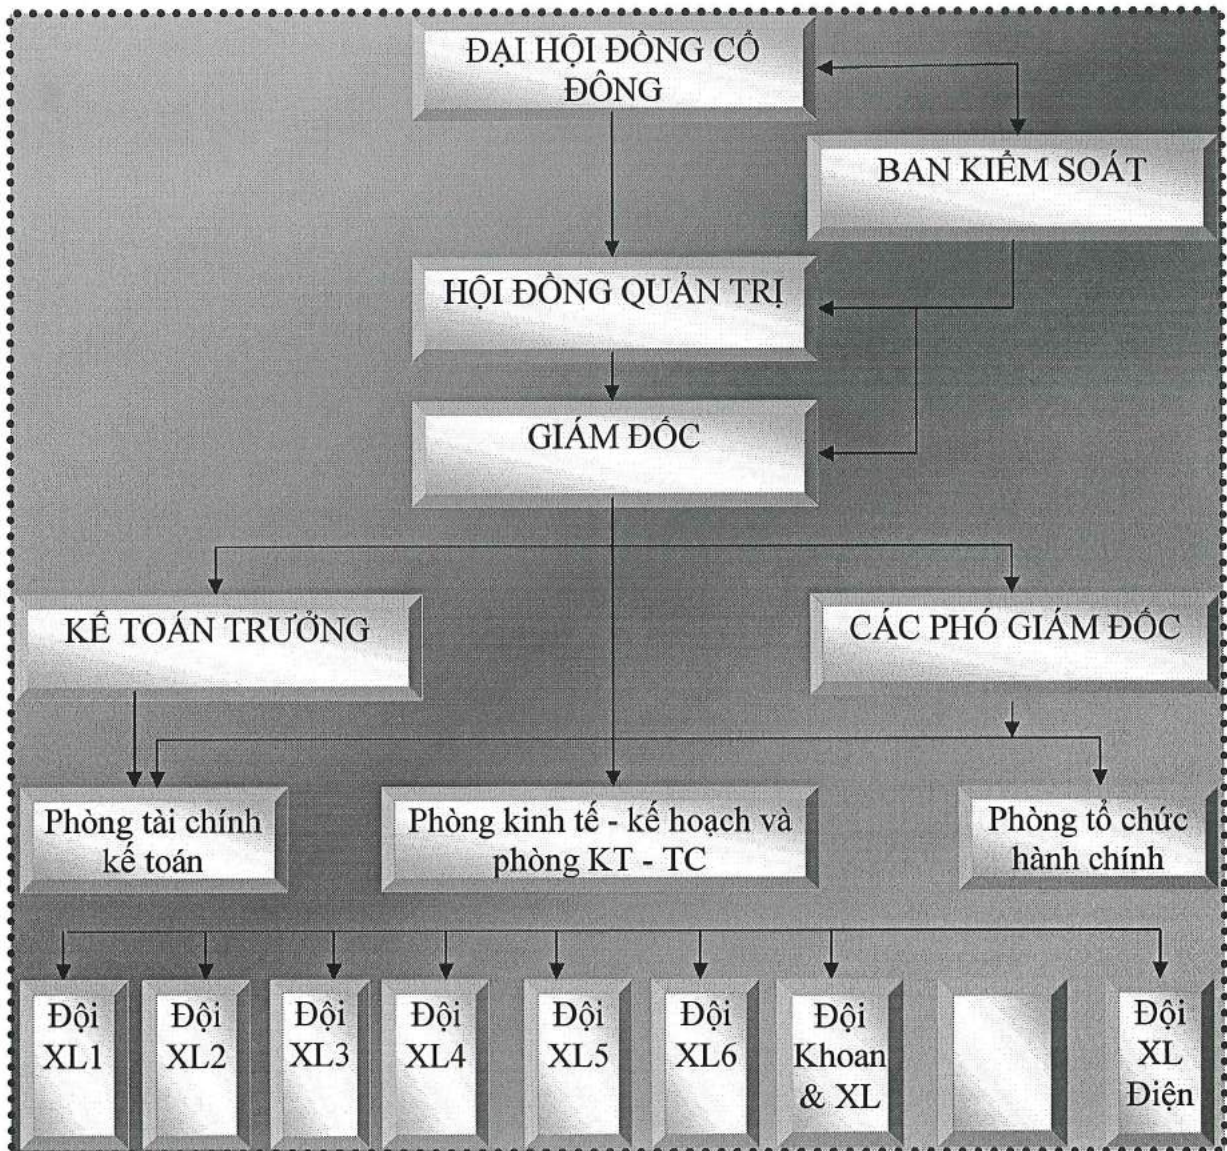 ĐẠI HỘI ĐỒNG CỔ
ĐÔNG
BAN KIỂM SOÁT
HỘI ĐỒNG QUẢN TRỊ
GIÁM ĐỐC
KẾ TOÁN TRƯỞNG
CÁC PHÓ GIÁM ĐỐC
Phòng tài chính
kế toán
Phòng kinh tế - kế hoạch và
phòng KT - TC
Phòng tổ chức
hành chính
Đội
XL1
Đội
XL2
Đội
XL3
Đội
XL4
Đội
XL5
Đội
XL6
Đội
Khoan
& XL
Đội
XL
Điện